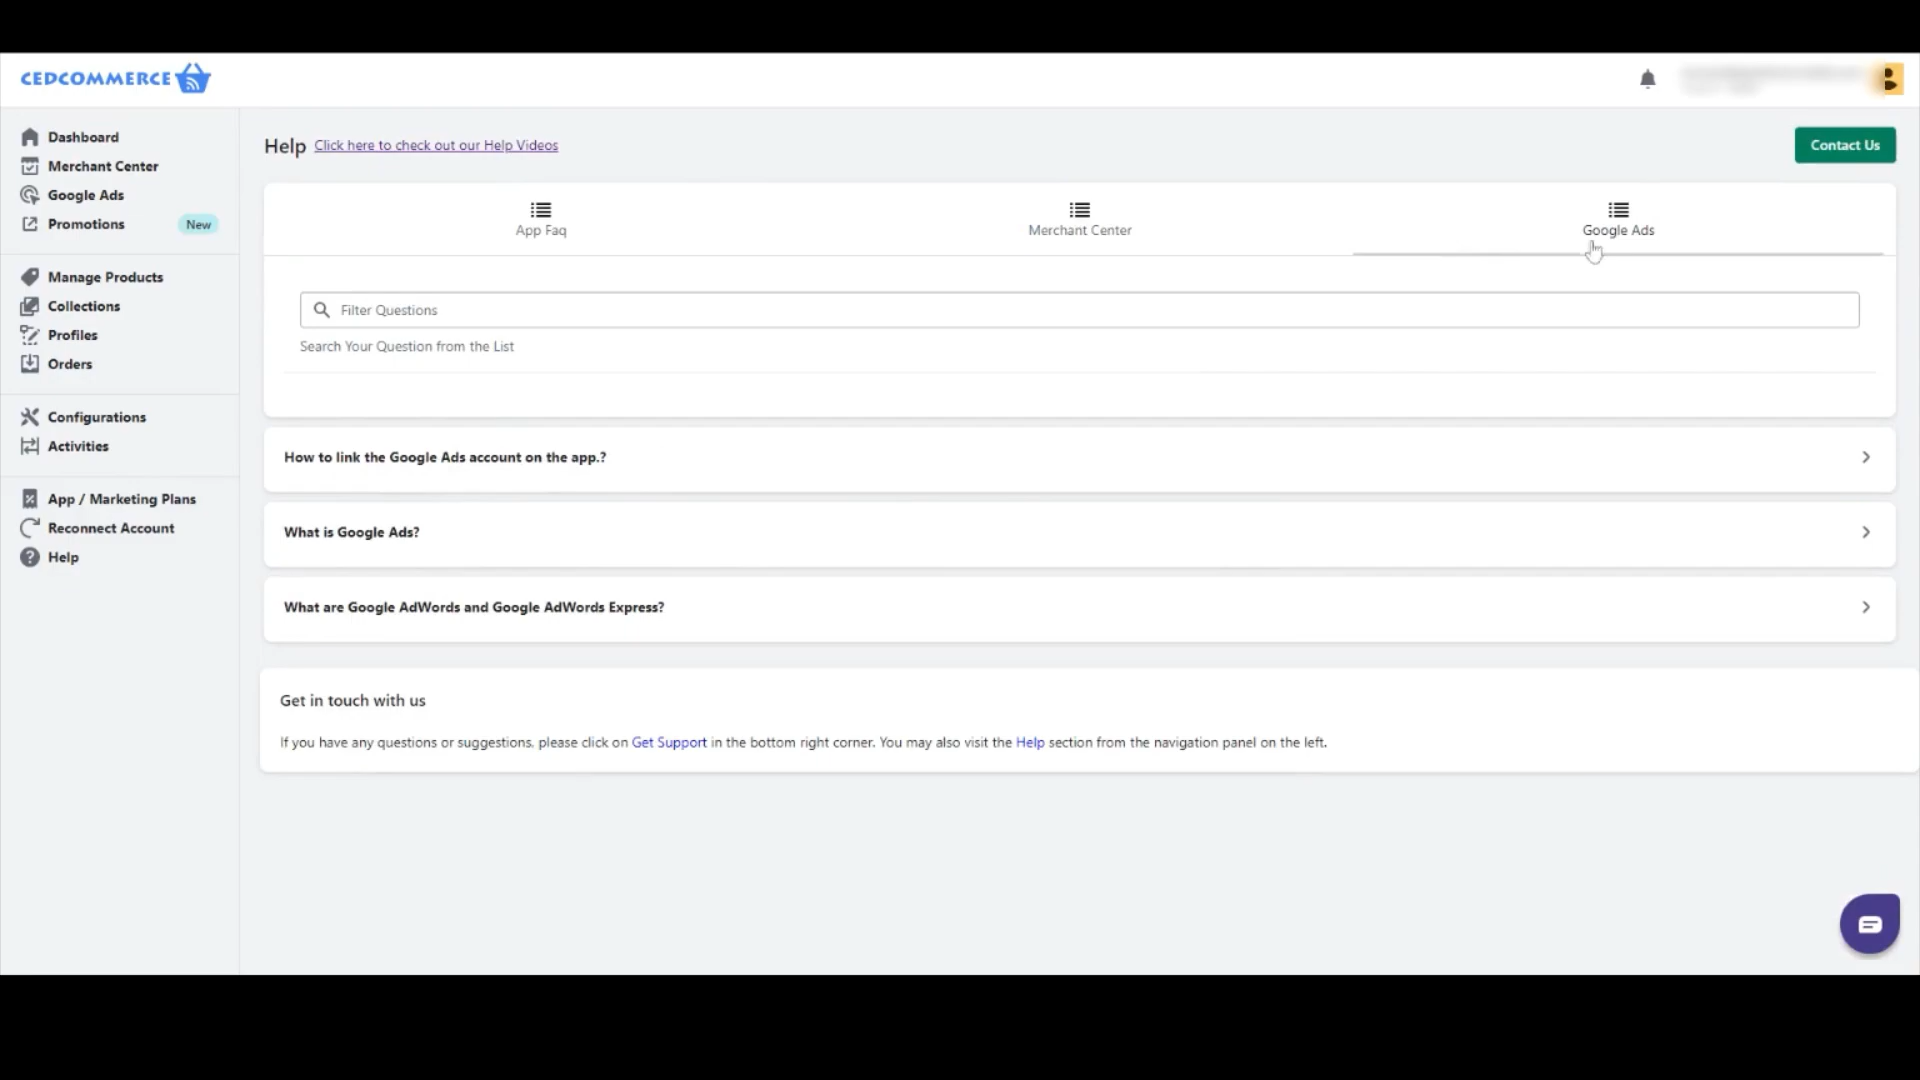 CEDCOMMERCE
Dashboard
Merchant Center
Google Ads
Promotions New
Manage Products
Collections
Profiles
Orders
Configurations
Activities
App / Marketing Plans
Reconnect Account
Help
Help Click here to check out our Help Videos
Contact Us
App Faq
Merchant Center
Google Ads
Filter Questions
Search Your Question from the List
How to link the Google Ads account on the app.?
What is Google Ads?
What are Google AdWords and Google AdWords Express?
Get in touch with us
If you have any questions or suggestions, please click on Get Support in the bottom right corner. You may also visit the Help section from the navigation panel on the left.